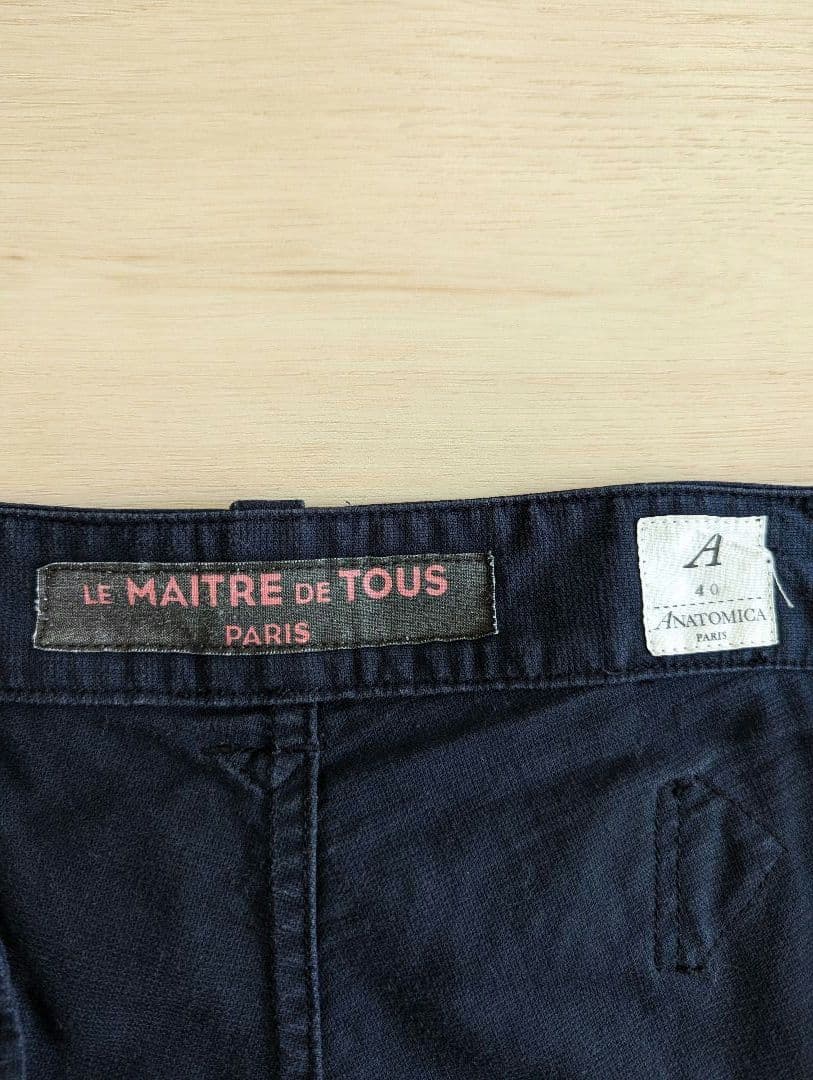 LE MAITRE DE TOUS
PARIS
A
40
ANATOMICA
PARIS